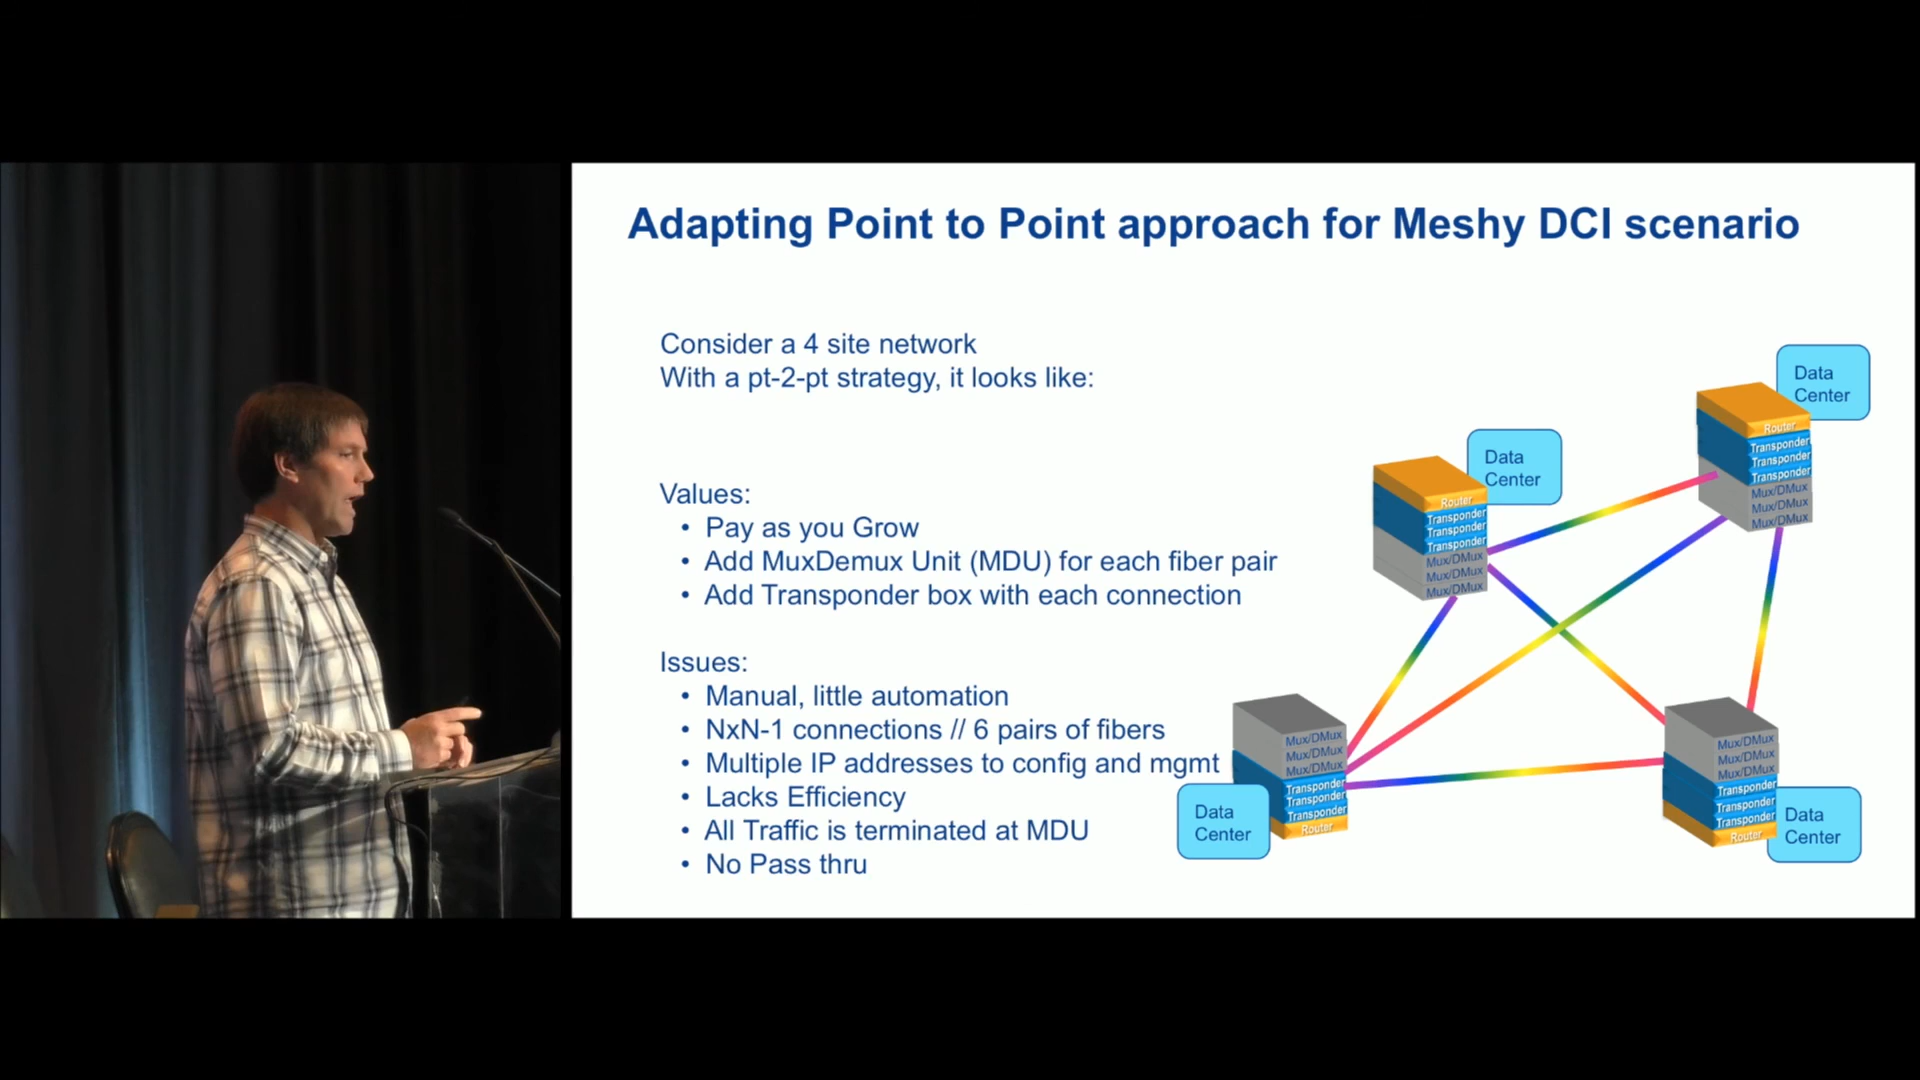 Adapting Point to Point approach for Meshy DCI scenario
Consider a 4 site network
With a pt-2-pt strategy, it looks like:
Values:
• Pay as you Grow
• Add MuxDemux Unit (MDU) for each fiber pair
• Add Transponder box with each connection
Issues:
• Manual, little automation
• NxN-1 connections // 6 pairs of fibers
• Multiple IP addresses to config and mgmt
• Lacks Efficiency
• All Traffic is terminated at MDU
• No Pass thru
Data
Center
Router
Transponder
Transponder
Transponder
Mux/DMux
Mux/DMux
Mux/DMux
Data
Center
Router
Transponder
Transponder
Transponder
Mux/DMux
Mux/DMux
Mux/DMux
Mux/DMux
Mux/DMux
Mux/DMux
Transponder
Transponder
Transponder
Router
Data
Center
Mux/DMux
Mux/DMux
Mux/DMux
Transponder
Transponder
Transponder
Router
Data
Center